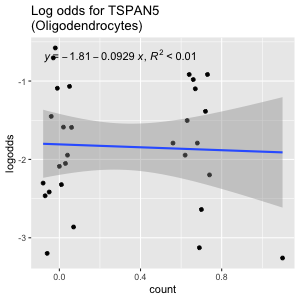 Log odds for TSPAN5
(Oligodendrocytes)
y = −1.81 − 0.0929 x, R² < 0.01
-1
-2
-3
logodds
0.0 0.4 0.8
count